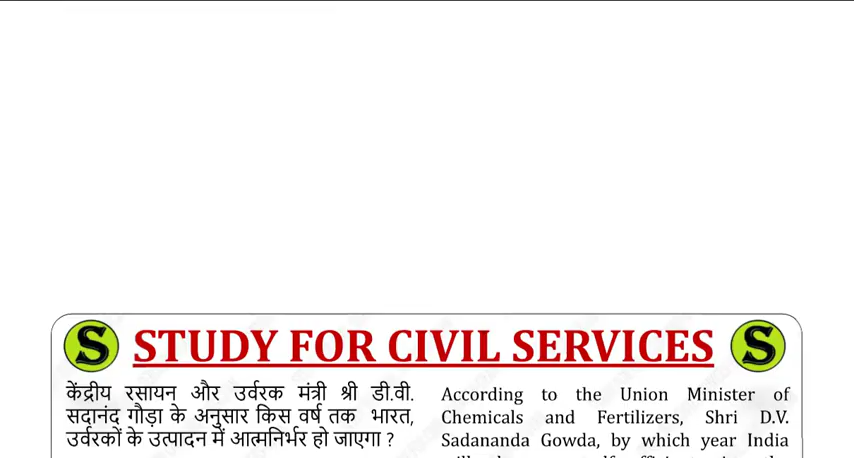 S STUDY FOR CIVIL SERVICES S
केंद्रीय रसायन और उर्वरक मंत्री श्री डी.वी.
सदानंद गौड़ा के अनुसार किस वर्ष तक भारत,
उर्वरकों के उत्पादन में आत्मनिर्भर हो जाएगा ?
According to the Union Minister of
Chemicals and Fertilizers, Shri D.V.
Sadananda Gowda, by which year India